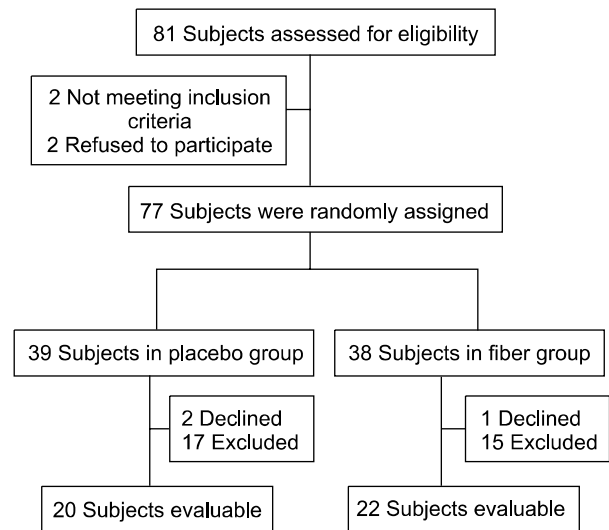 81 Subjects assessed for eligibility
2 Not meeting inclusion
criteria
2 Refused to participate
77 Subjects were randomly assigned
39 Subjects in placebo group
38 Subjects in fiber group
2 Declined
17 Excluded
1 Declined
15 Excluded
20 Subjects evaluable
22 Subjects evaluable